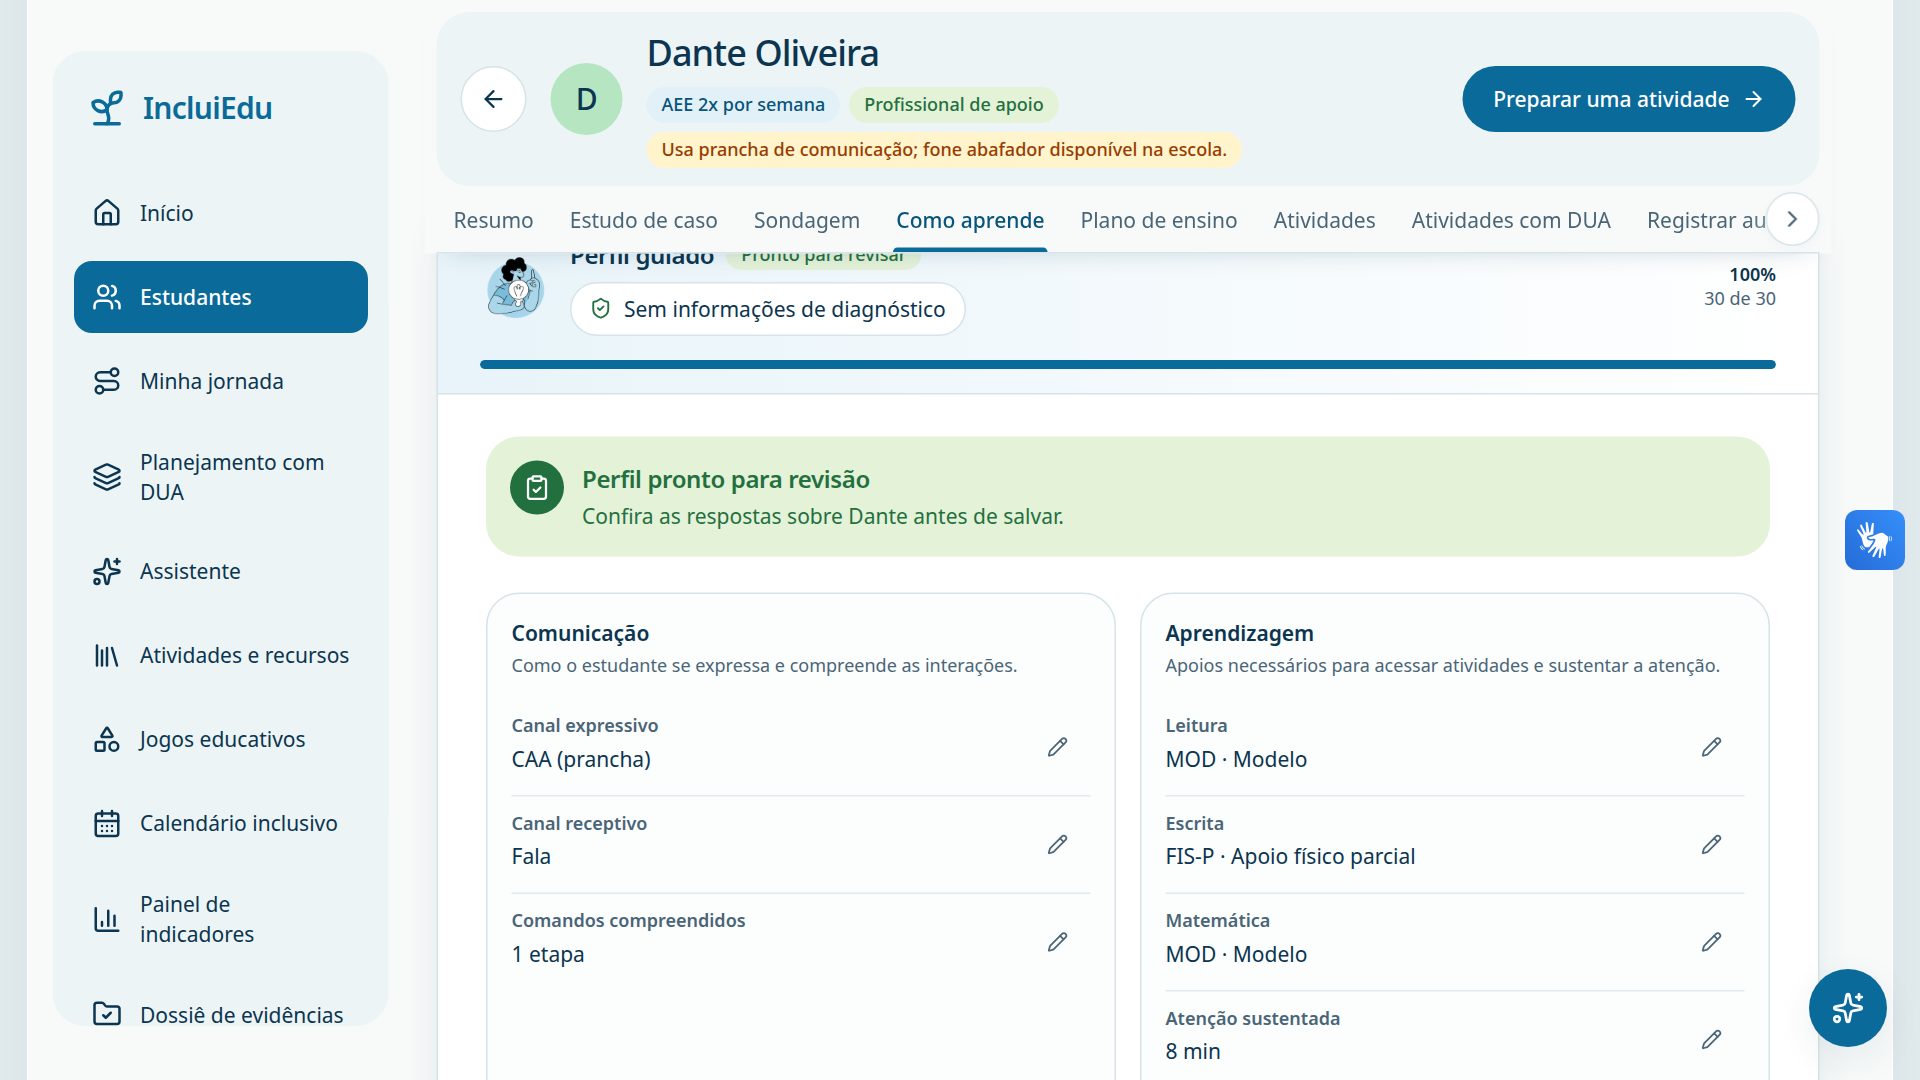 IncluiEdu
Início
Estudantes
Minha jornada
Planejamento com
DUA
Assistente
Atividades e recursos
Jogos educativos
Calendário inclusivo
Painel de
indicadores
Dossiê de evidências
D
Dante Oliveira
AEE 2x por semana
Profissional de apoio
Usa prancha de comunicação; fone abafador disponível na escola.
Preparar uma atividade
Resumo
Estudo de caso
Sondagem
Como aprende
Plano de ensino
Atividades
Atividades com DUA
Registrar au
Perfil guiado
Pronto para revisar
Sem informações de diagnóstico
100%
30 de 30
Perfil pronto para revisão
Confira as respostas sobre Dante antes de salvar.
Comunicação
Como o estudante se expressa e compreende as interações.
Canal expressivo
CAA (prancha)
Canal receptivo
Fala
Comandos compreendidos
1 etapa
Aprendizagem
Apoios necessários para acessar atividades e sustentar a atenção.
Leitura
MOD · Modelo
Escrita
FIS-P · Apoio físico parcial
Matemática
MOD · Modelo
Atenção sustentada
8 min